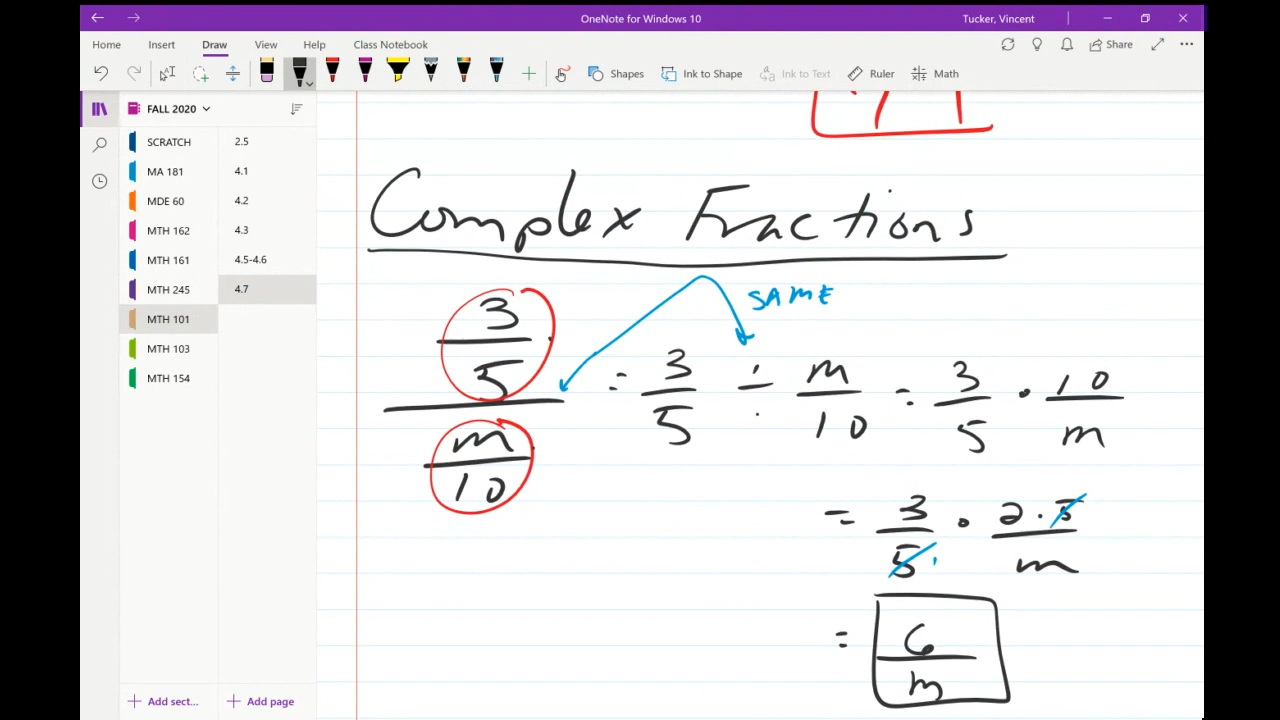 OneNote for Windows 10
Tucker, Vincent
Home Insert Draw View Help Class Notebook
Share
Shapes Ink to Shape Ink to Text Ruler Math
FALL 2020
SCRATCH 2.5
MA 181 4.1
MDE 60 4.2
MTH 162 4.3
MTH 161 4.5-4.6
MTH 245 4.7
MTH 101
MTH 103
MTH 154
Add sect... Add page
Complex Fractions
SAME
(3/5)/(m/10) = 3/5 ÷ m/10 = 3/5 · 10/m
= 3/5 · 2·5/m
= 6/m